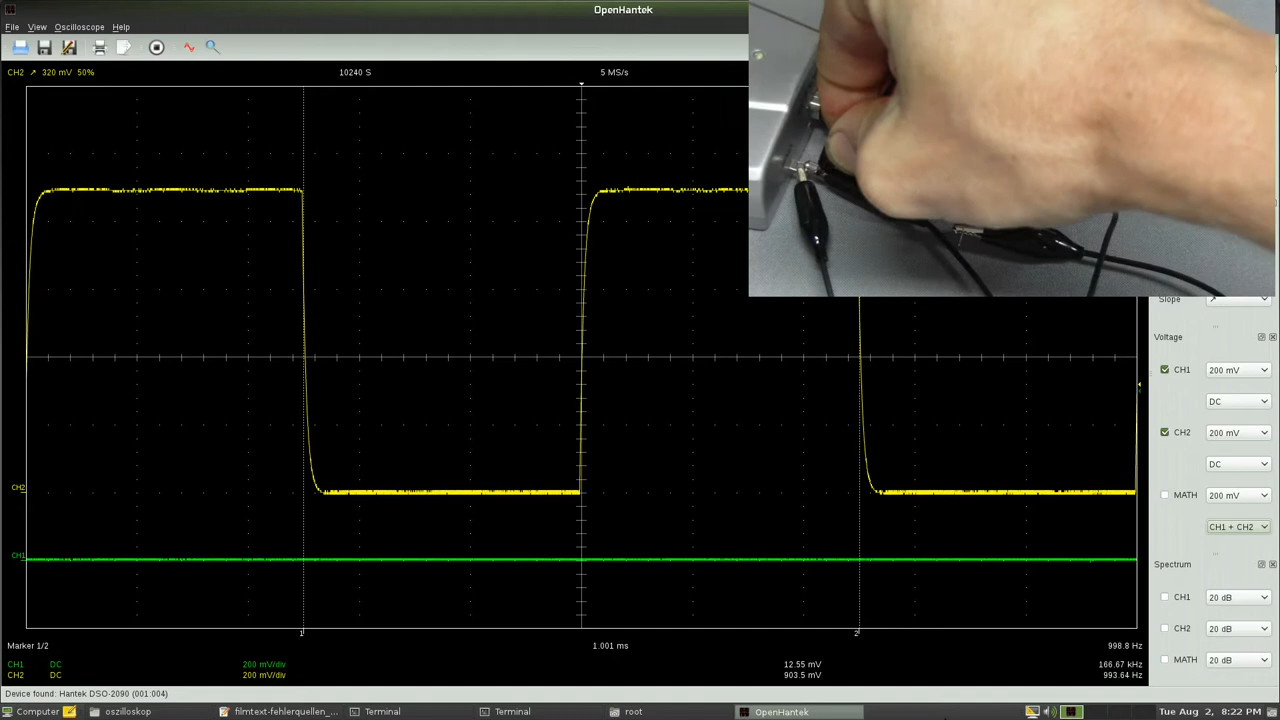 OpenHantek
File View Oscilloscope Help
CH2 ↗ 320 mV 50% 10240 S 5 MS/s
Slope ↗
Voltage
CH1 200 mV
DC
CH2 200 mV
DC
MATH 200 mV
CH1 + CH2
Spectrum
CH1 20 dB
CH2 20 dB
MATH 20 dB
CH2
CH1
1 2
Marker 1/2 1.001 ms 998.8 Hz
CH1 DC 200 mV/div 12.55 mV 166.67 kHz
CH2 DC 200 mV/div 903.5 mV 993.64 Hz
Device found: Hantek DSO-2090 (001:004)
Computer oszilloskop filmtext-fehlerquellen_... Terminal Terminal root OpenHantek Tue Aug 2, 8:22 PM